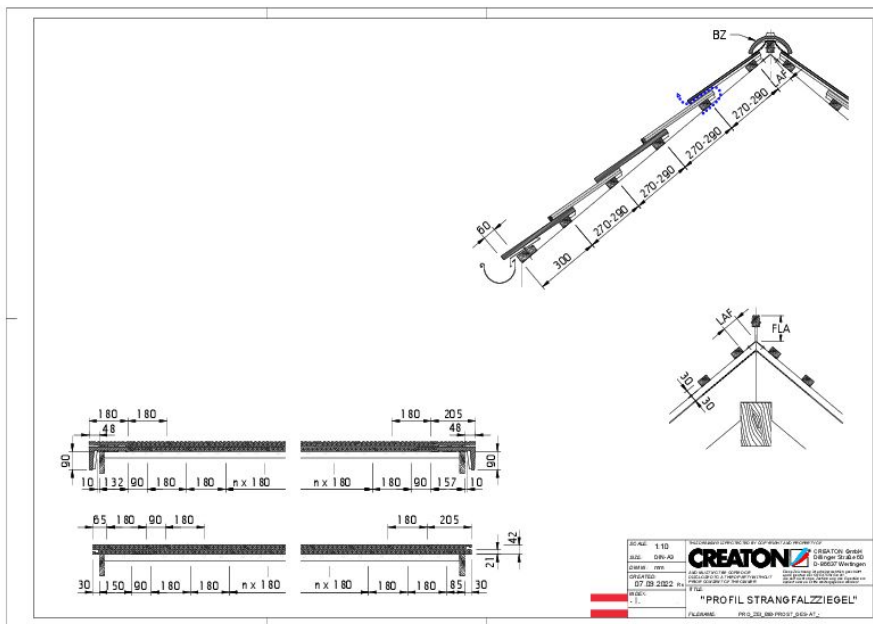 BZ
LAF
270-290
270-290
270-290
270-290
60
300
LAF
FLA
30
30
180 180 180 205
48 48
90 90
10 132 90 180 180 n x 180 n x 180 180 90 157 10
65 180 90 180 180 205
42
21
30 150 90 180 180 n x 180 n x 180 180 180 85 30
SCALE: 1:10
SIZE: DIN-A3
DIM'S: mm
CREATED:
07.03.2022
INDEX:
CREATON
CREATON GmbH
Dillinger Straße 60
D-86637 Wertingen
TITLE:
"PROFIL STRANGFALZZIEGEL"
FILENAME: